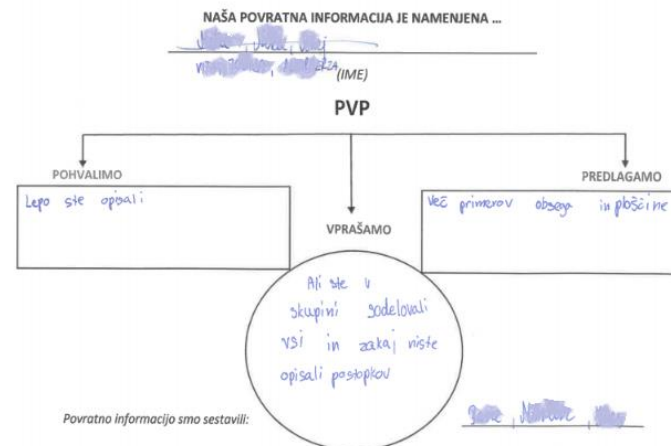 NAŠA POVRATNA INFORMACIJA JE NAMENJENA ...
(IME)
PVP
POHVALIMO
PREDLAGAMO
Lepo ste opisali
Več primerov obsega in ploščine
VPRAŠAMO
Ali ste v
skupini sodelovali
vsi in zakaj niste
opisali postopkov
Povratno informacijo smo sestavili: